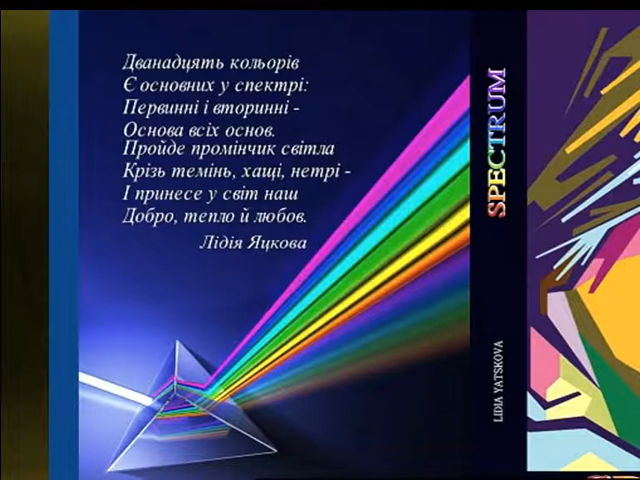 Дванадцять кольорів
Є основних у спектрі:
Первинні і вторинні -
Основа всіх основ.
Пройде промінчик світла
Крізь темінь, хащі, нетрі -
І принесе у світ наш
Добро, тепло й любов.
Лідія Яцкова
SPECTRUM
LIDIA YATSKOVA